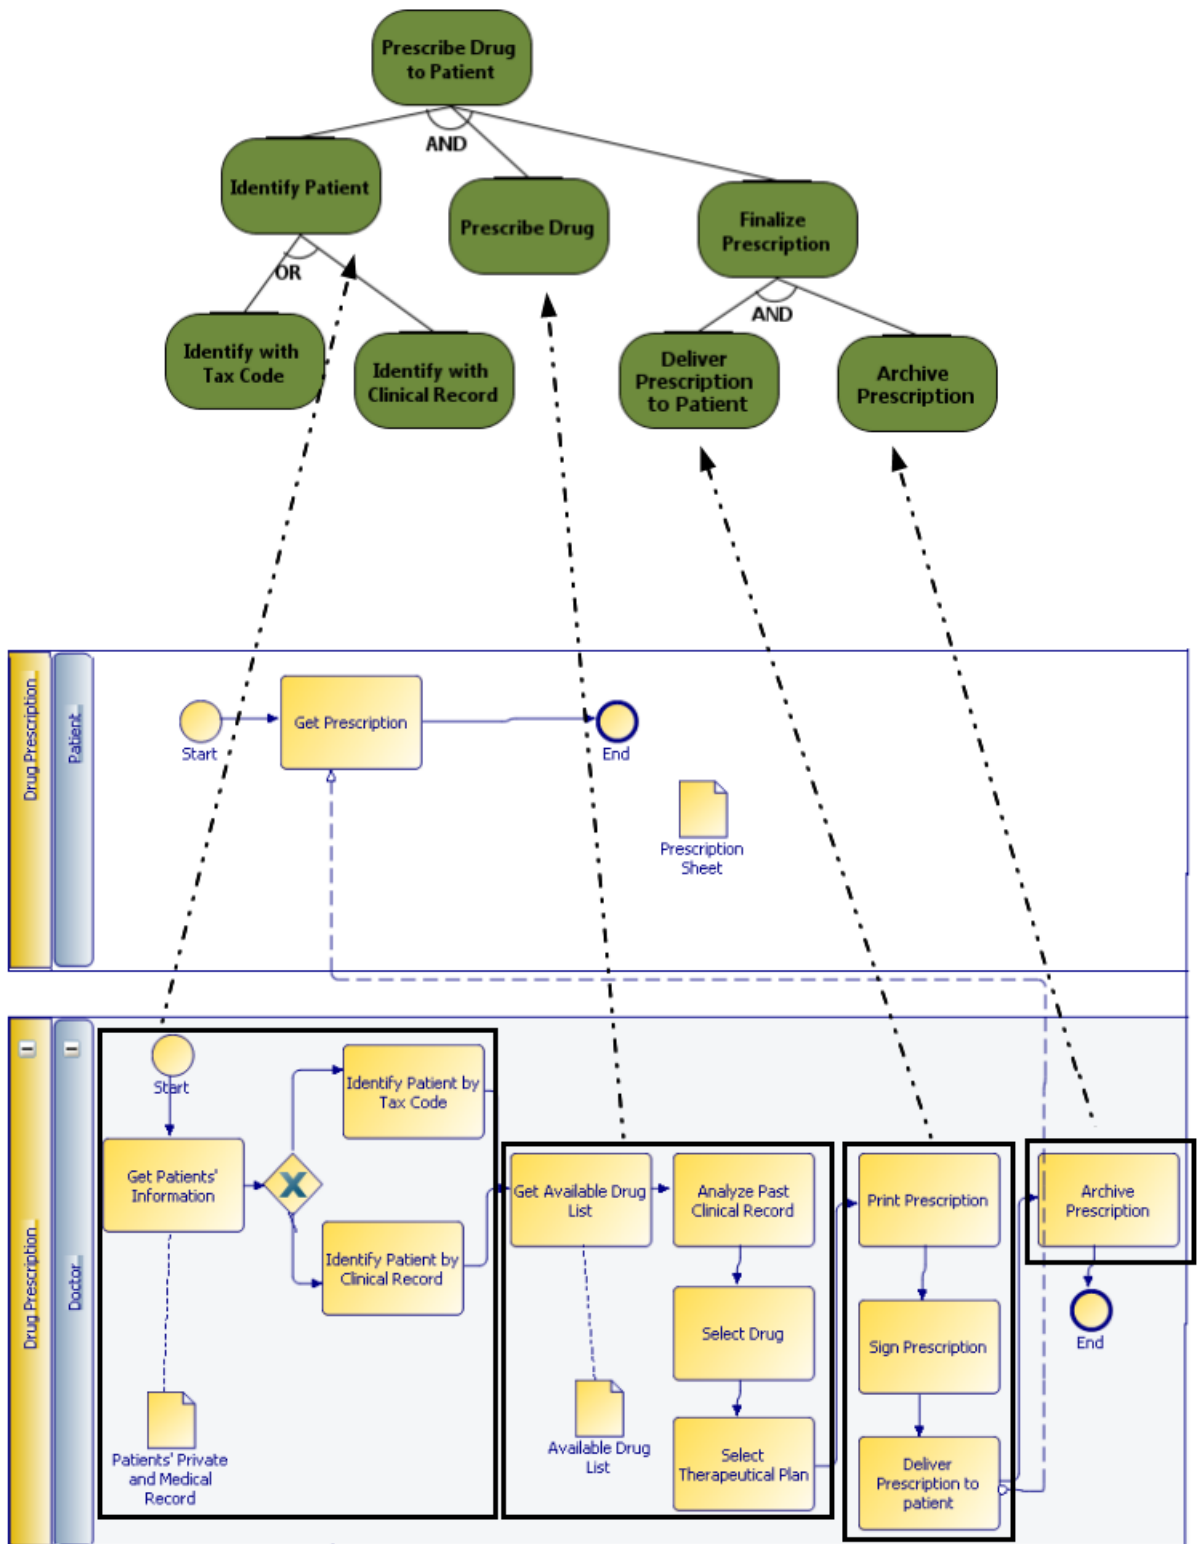 Prescribe Drug
to Patient
AND
Identify Patient
Prescribe Drug
Finalize
Prescription
OR
AND
Identify with
Tax Code
Identify with
Clinical Record
Deliver
Prescription
to Patient
Archive
Prescription
Drug Prescription
Patient
Start
Get Prescription
End
Prescription
Sheet
Drug Prescription
Doctor
Start
Get Patients'
Information
X
Identify Patient by
Tax Code
Identify Patient by
Clinical Record
Patients' Private
and Medical
Record
Get Available Drug
List
Available Drug
List
Analyze Past
Clinical Record
Select Drug
Select
Therapeutical Plan
Print Prescription
Sign Prescription
Deliver
Prescription to
patient
Archive
Prescription
End